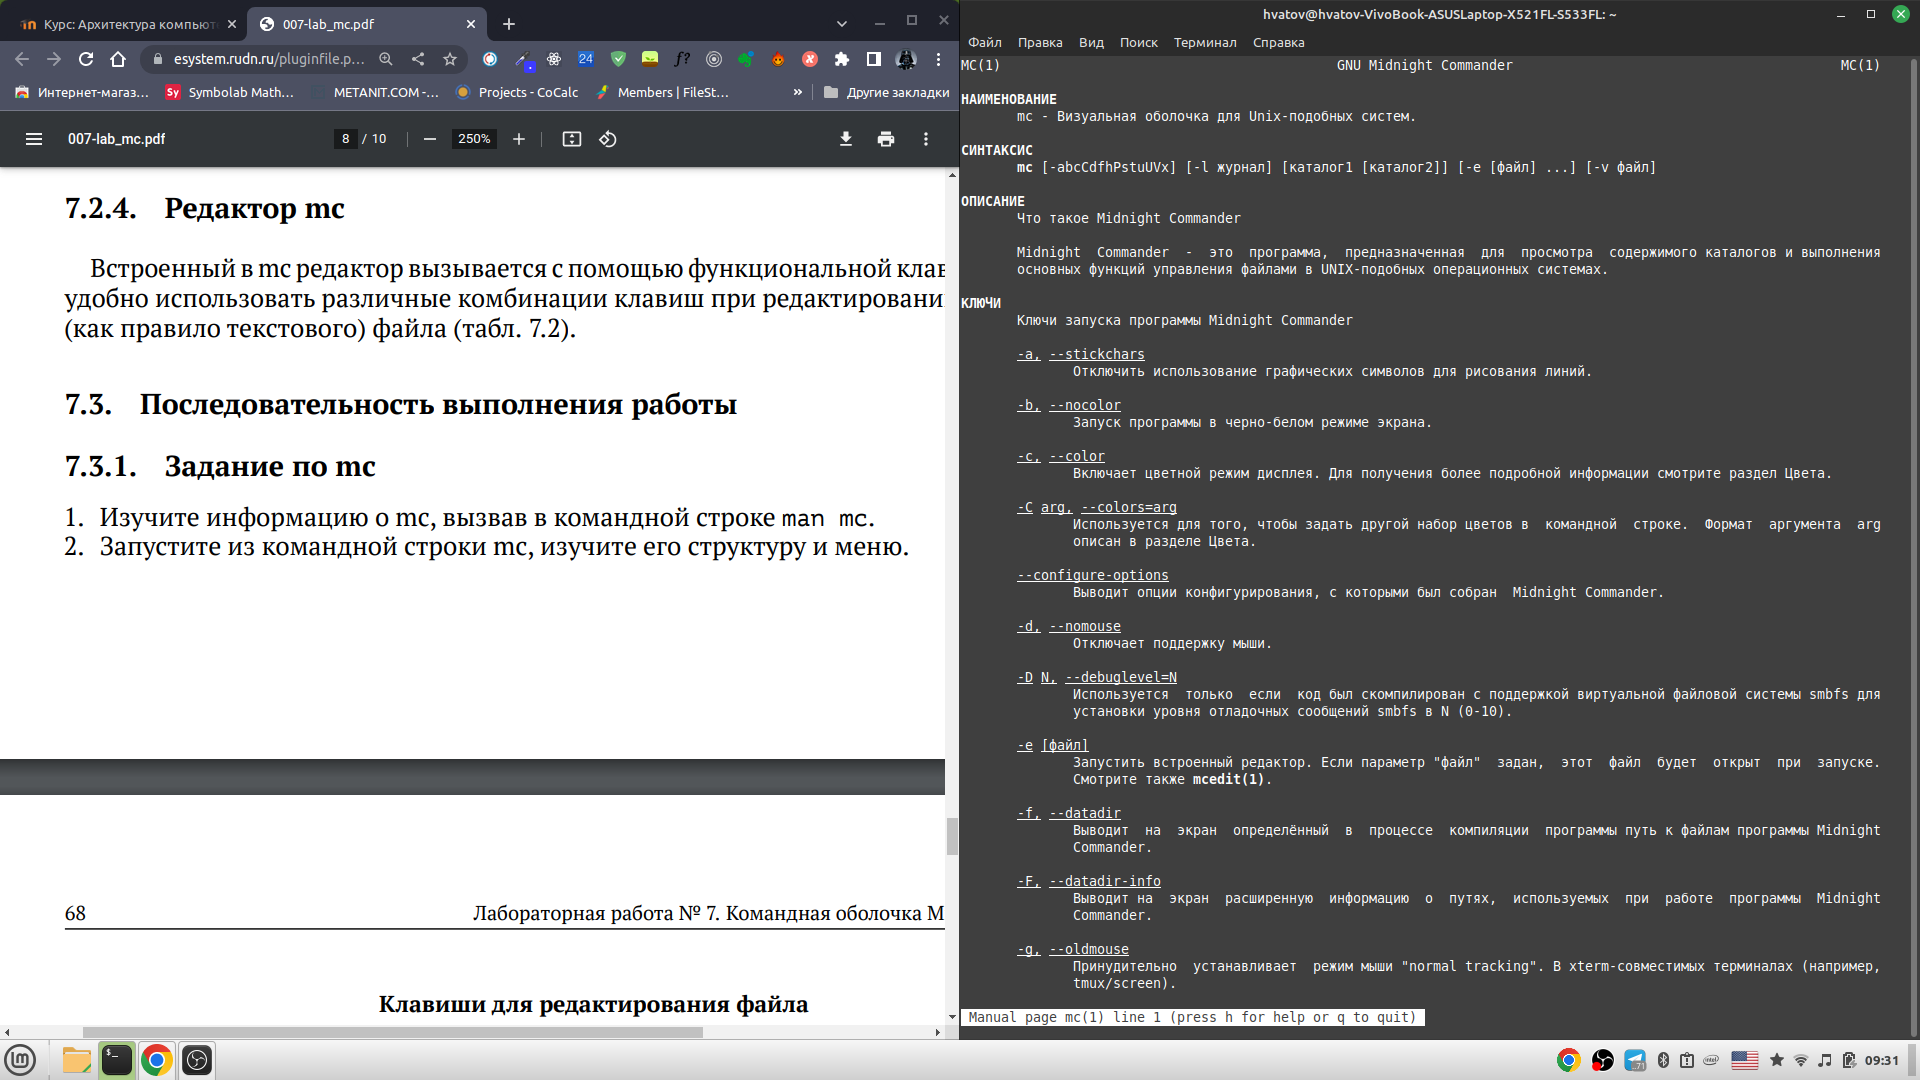 Курс: Архитектура компьют
007-lab_mc.pdf
esystem.rudn.ru/pluginfile.p...
Интернет-магаз...
Symbolab Math...
METANIT.COM -...
Projects - CoCalc
Members | FileSt...
»
Другие закладки
007-lab_mc.pdf
8 / 10
250%
7.2.4. Редактор mc
Встроенный в mc редактор вызывается с помощью функциональной клав
удобно использовать различные комбинации клавиш при редактировани
(как правило текстового) файла (табл. 7.2).
7.3. Последовательность выполнения работы
7.3.1. Задание по mc
1. Изучите информацию о mc, вызвав в командной строке man mc.
2. Запустите из командной строки mc, изучите его структуру и меню.
68
Лабораторная работа № 7. Командная оболочка M
Клавиши для редактирования файла
hvatov@hvatov-VivoBook-ASUSLaptop-X521FL-S533FL: ~
Файл Правка Вид Поиск Терминал Справка
MC(1) GNU Midnight Commander MC(1)
НАИМЕНОВАНИЕ
mc - Визуальная оболочка для Unix-подобных систем.
СИНТАКСИС
mc [-abcCdfhPstuUVx] [-l журнал] [каталог1 [каталог2]] [-e [файл] ...] [-v файл]
ОПИСАНИЕ
Что такое Midnight Commander
Midnight Commander - это программа, предназначенная для просмотра содержимого каталогов и выполнения
основных функций управления файлами в UNIX-подобных операционных системах.
КЛЮЧИ
Ключи запуска программы Midnight Commander
-a, --stickchars
Отключить использование графических символов для рисования линий.
-b, --nocolor
Запуск программы в черно-белом режиме экрана.
-c, --color
Включает цветной режим дисплея. Для получения более подробной информации смотрите раздел Цвета.
-C arg, --colors=arg
Используется для того, чтобы задать другой набор цветов в командной строке. Формат аргумента arg
описан в разделе Цвета.
--configure-options
Выводит опции конфигурирования, с которыми был собран Midnight Commander.
-d, --nomouse
Отключает поддержку мыши.
-D N, --debuglevel=N
Используется только если код был скомпилирован с поддержкой виртуальной файловой системы smbfs для
установки уровня отладочных сообщений smbfs в N (0-10).
-e [файл]
Запустить встроенный редактор. Если параметр "файл" задан, этот файл будет открыт при запуске.
Смотрите также mcedit(1).
-f, --datadir
Выводит на экран определённый в процессе компиляции программы путь к файлам программы Midnight
Commander.
-F, --datadir-info
Выводит на экран расширенную информацию о путях, используемых при работе программы Midnight
Commander.
-g, --oldmouse
Принудительно устанавливает режим мыши "normal tracking". В xterm-совместимых терминалах (например,
tmux/screen).
Manual page mc(1) line 1 (press h for help or q to quit)
09:31